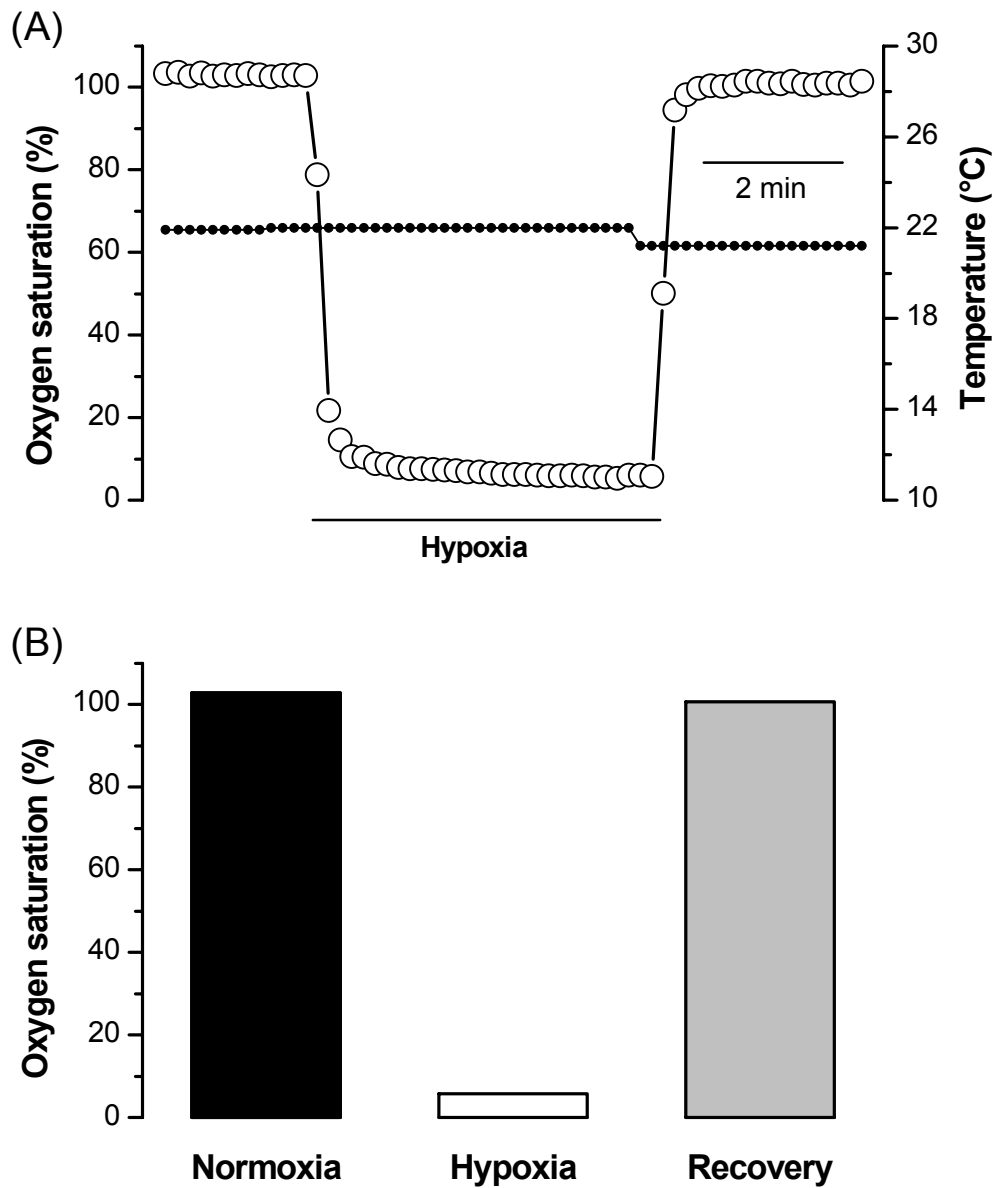 (A)
Oxygen saturation (%)
100
80
60
40
20
0
30
26
22
18
14
10
Temperature (°C)
2 min
Hypoxia
(B)
Oxygen saturation (%)
100
80
60
40
20
0
Normoxia Hypoxia Recovery